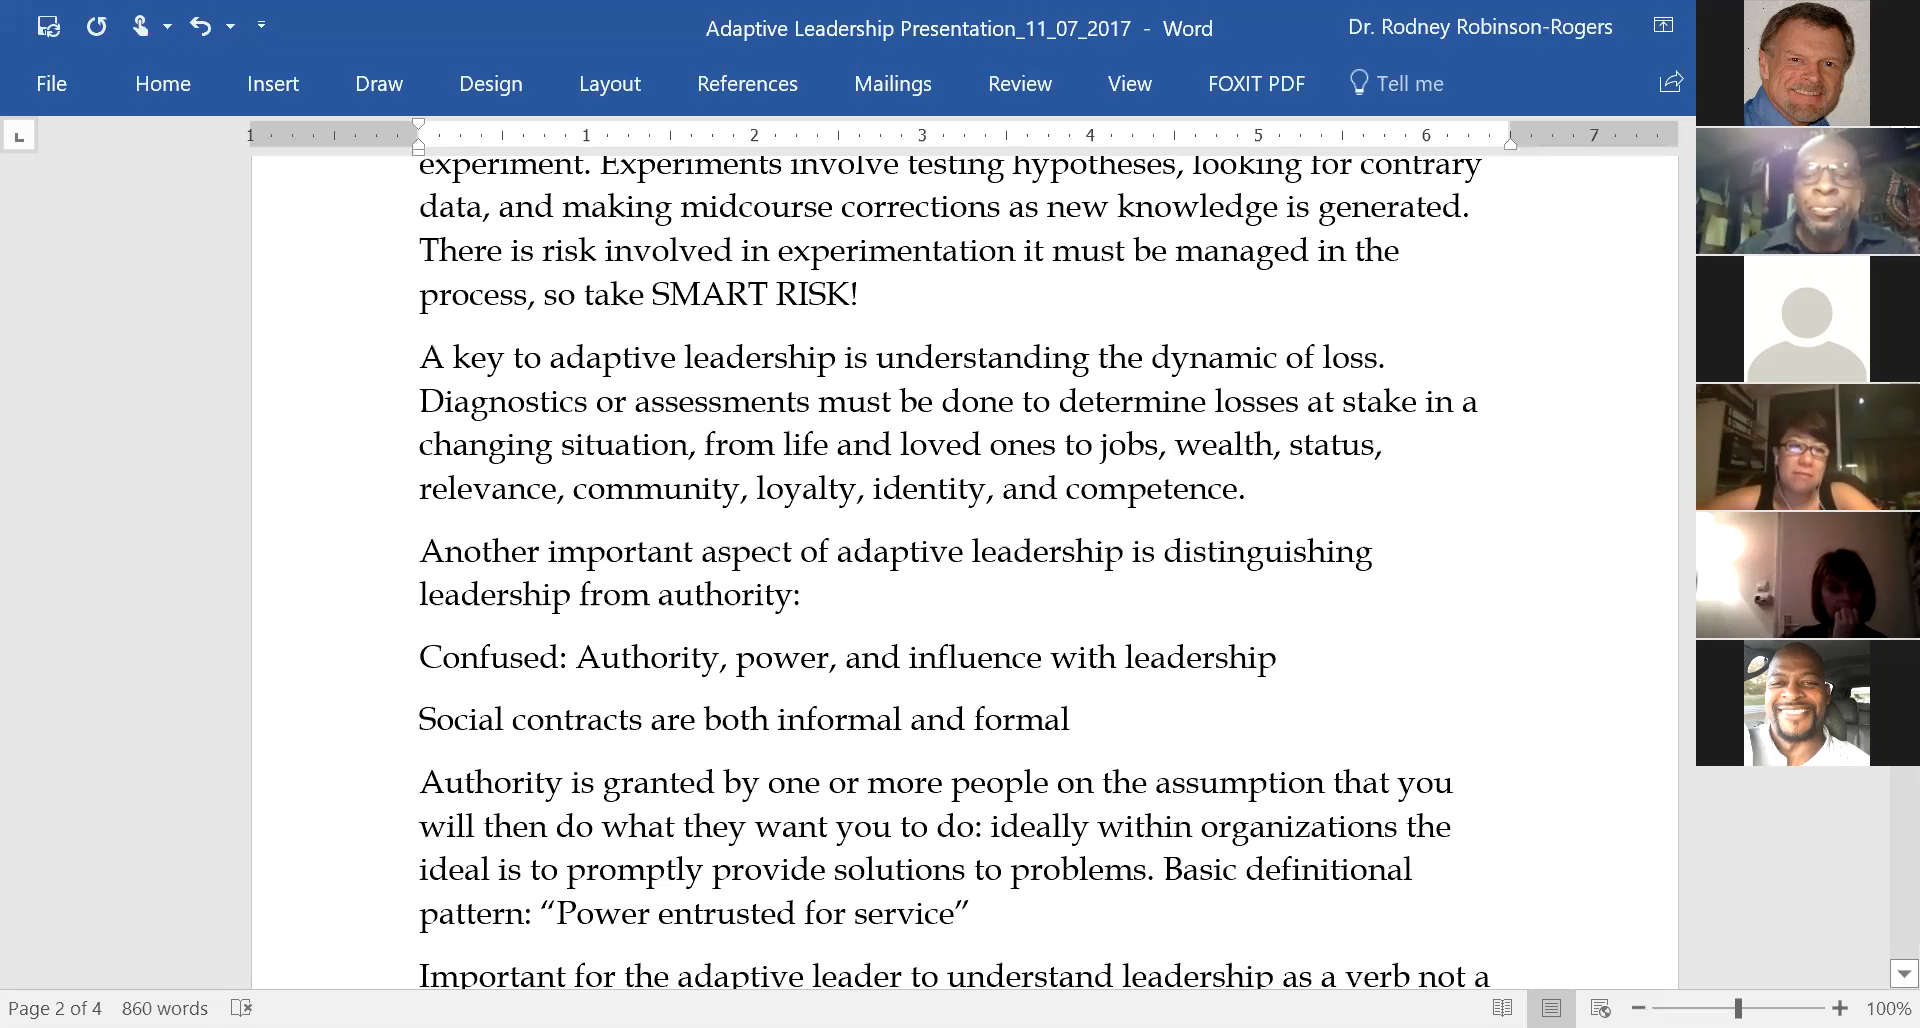 Adaptive Leadership Presentation_11_07_2017 - Word
Dr. Rodney Robinson-Rogers
File Home Insert Draw Design Layout References Mailings Review View FOXIT PDF Tell me
L
1 1 2 3 4 5 6 7
experiment. Experiments involve testing hypotheses, looking for contrary
data, and making midcourse corrections as new knowledge is generated.
There is risk involved in experimentation it must be managed in the
process, so take SMART RISK!
A key to adaptive leadership is understanding the dynamic of loss.
Diagnostics or assessments must be done to determine losses at stake in a
changing situation, from life and loved ones to jobs, wealth, status,
relevance, community, loyalty, identity, and competence.
Another important aspect of adaptive leadership is distinguishing
leadership from authority:
Confused: Authority, power, and influence with leadership
Social contracts are both informal and formal
Authority is granted by one or more people on the assumption that you
will then do what they want you to do: ideally within organizations the
ideal is to promptly provide solutions to problems. Basic definitional
pattern: “Power entrusted for service”
Important for the adaptive leader to understand leadership as a verb not a
Page 2 of 4 860 words
100%